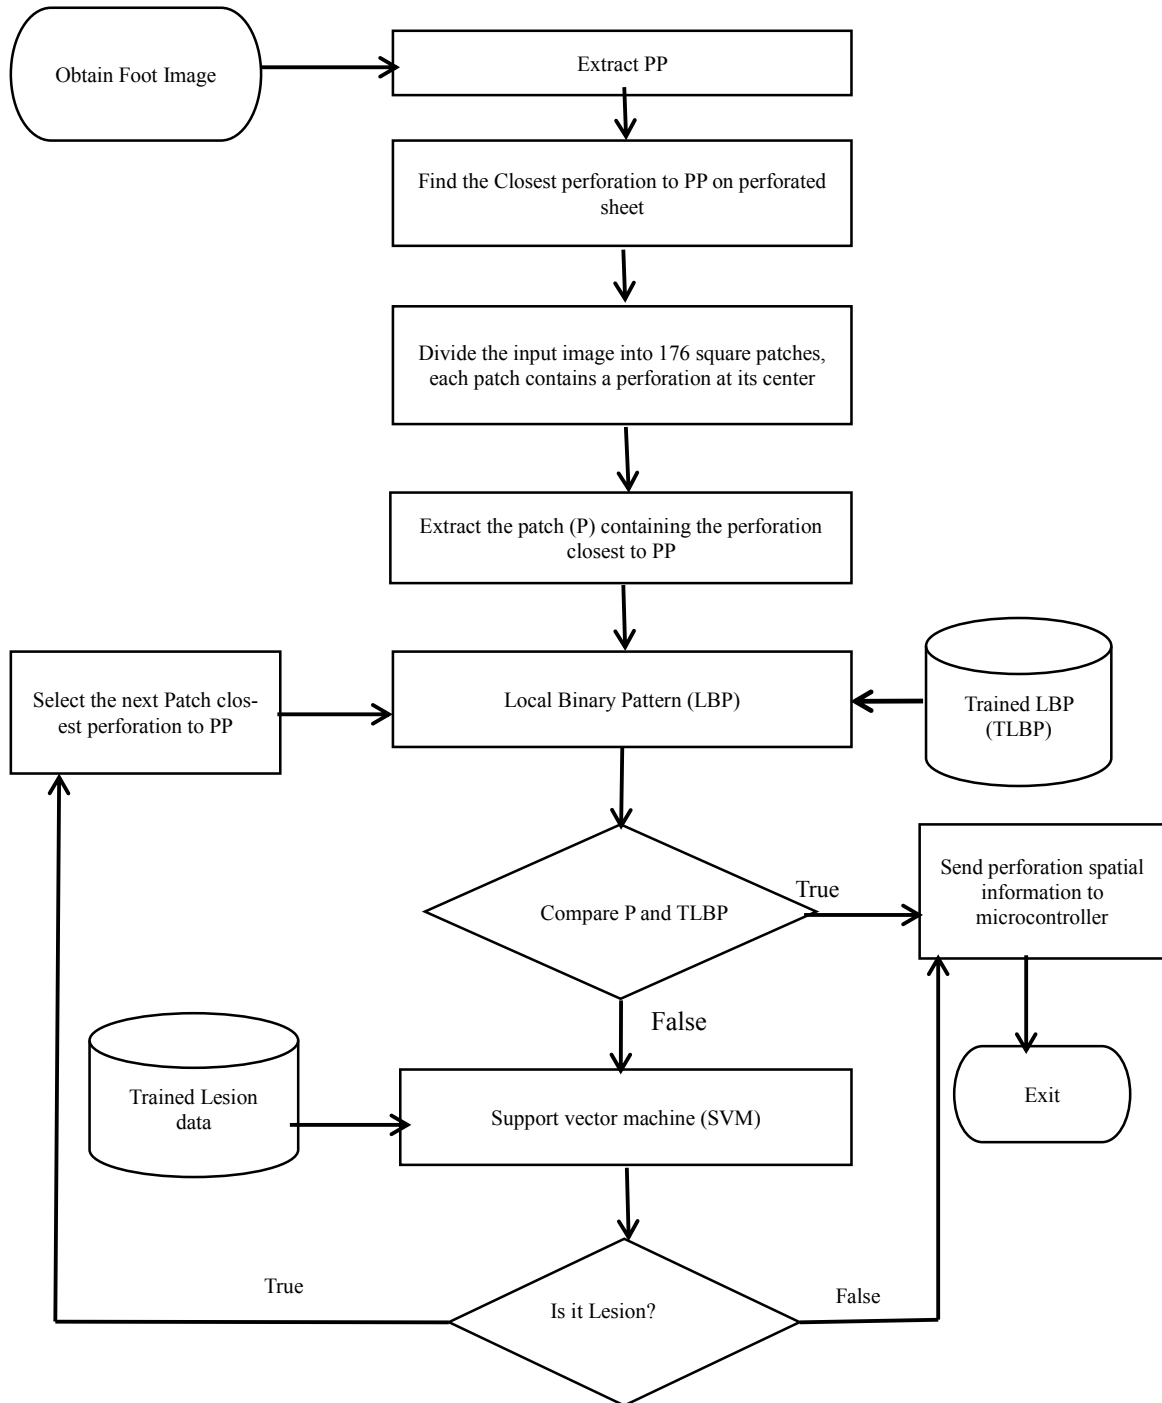 Obtain Foot Image
Extract PP
Find the Closest perforation to PP on perforated
sheet
Divide the input image into 176 square patches,
each patch contains a perforation at its center
Extract the patch (P) containing the perforation
closest to PP
Select the next Patch clos-
est perforation to PP
Local Binary Pattern (LBP)
Trained LBP
(TLBP)
Compare P and TLBP
True
Send perforation spatial
information to
microcontroller
False
Trained Lesion
data
Support vector machine (SVM)
Exit
True
Is it Lesion?
False